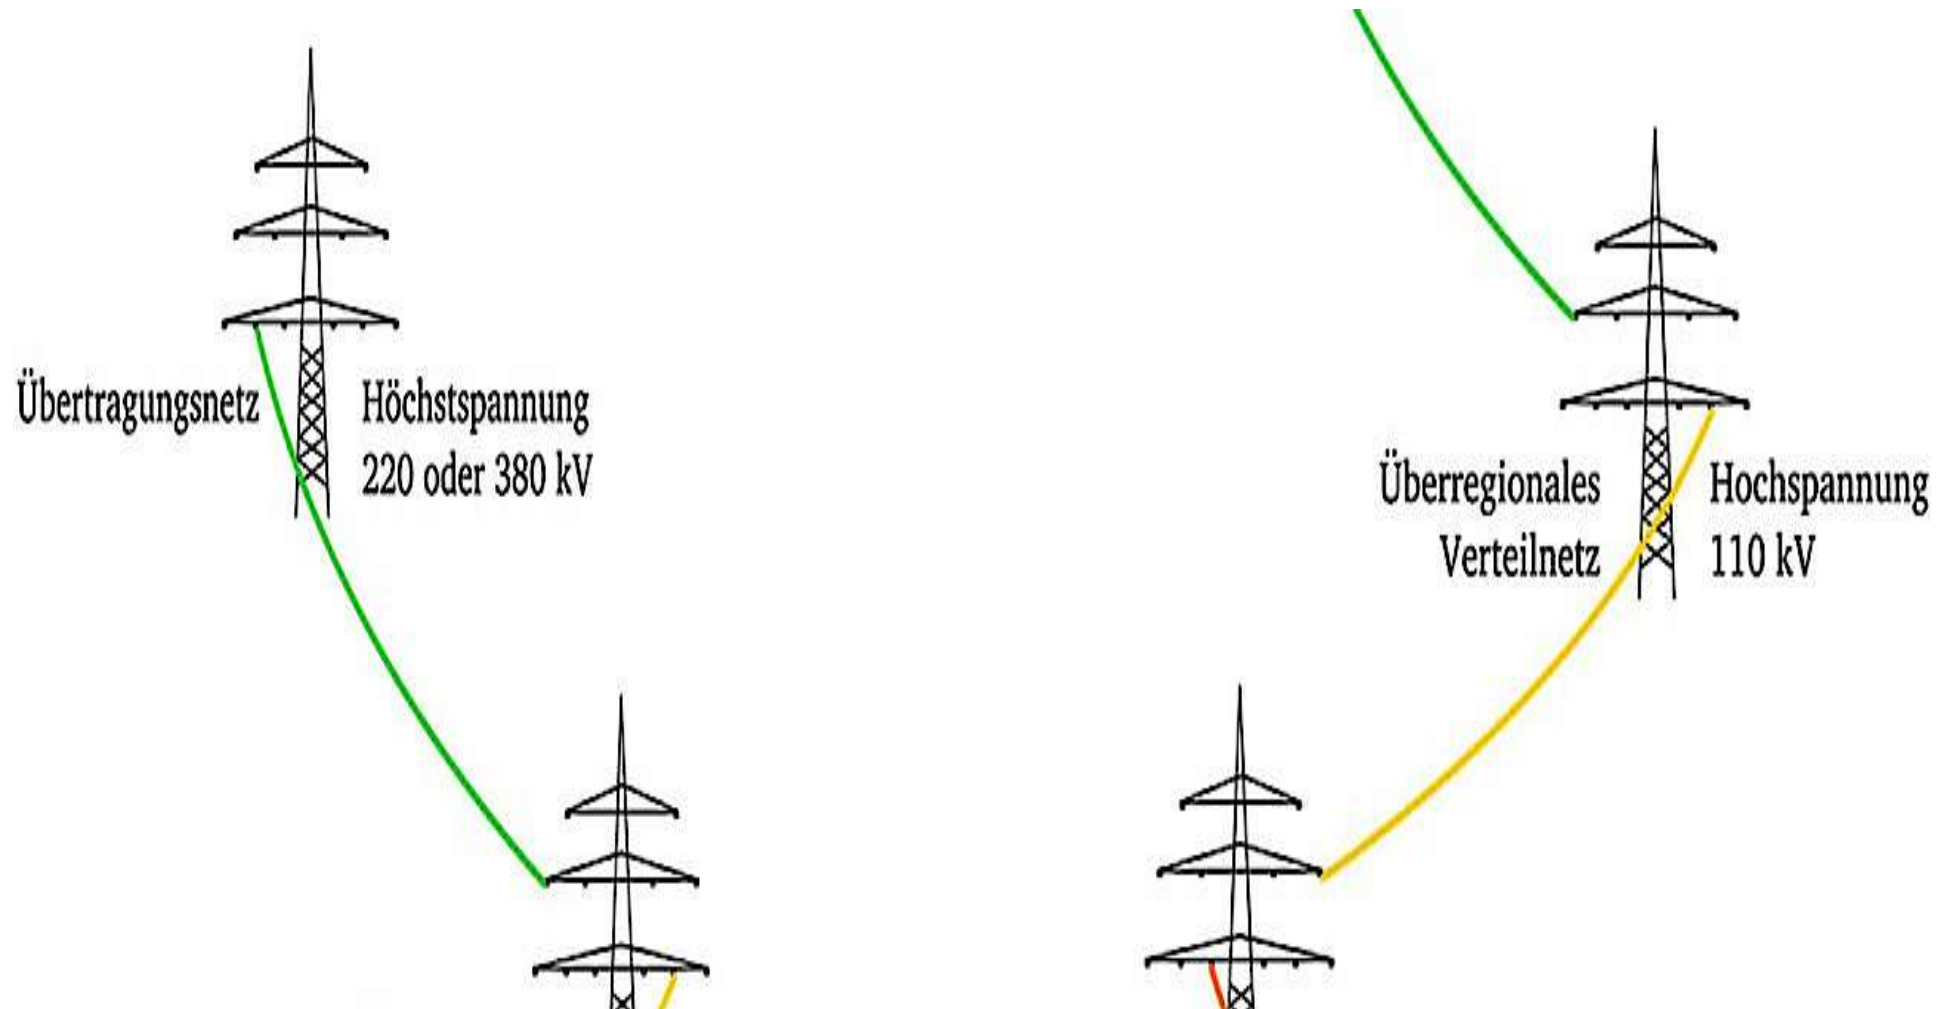 Übertragungsnetz
Höchstspannung
220 oder 380 kV
Überregionales
Verteilnetz
Hochspannung
110 kV